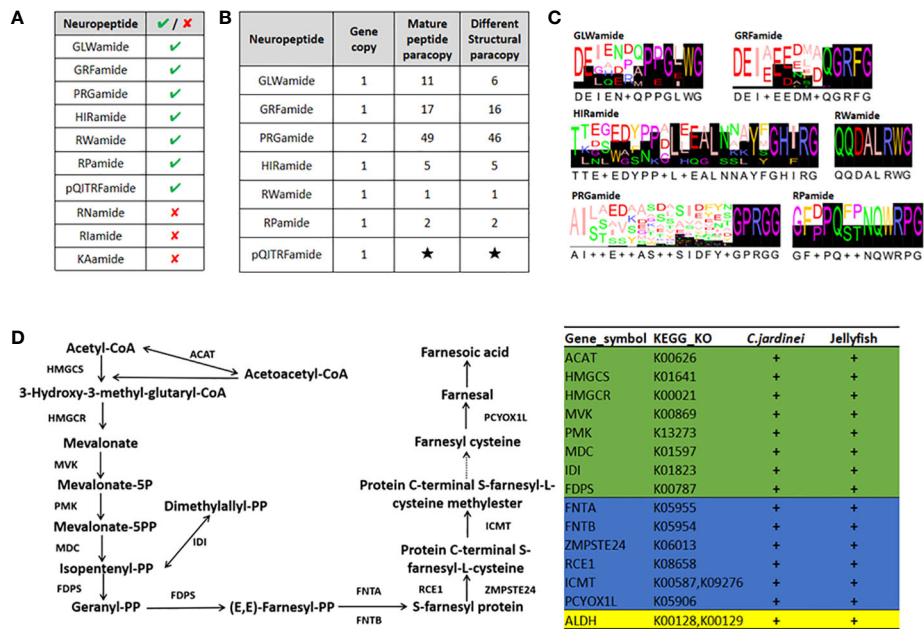 A
Neuropeptide ✔ / ✘
GLWamide ✔
GRFamide ✔
PRGamide ✔
HIRamide ✔
RWamide ✔
RPamide ✔
pQITRFamide ✔
RNamide ✘
RIamide ✘
KAamide ✘
B
Neuropeptide Gene copy Mature peptide paracopy Different Structural paracopy
GLWamide 1 11 6
GRFamide 1 17 16
PRGamide 2 49 46
HIRamide 1 5 5
RWamide 1 1 1
RPamide 1 2 2
pQITRFamide 1 ★ ★
C
GLWamide
DEIEN+QPPGLWG
GRFamide
DEI+EEDM+QGRFG
HIRamide
TTE+EDYPP+L+EALNNAYFGHIRG
RWamide
QQDALRWG
PRGamide
AI++E++AS++SIDFY+GPRGG
RPamide
GF+PQ++NQWRPG
D
Acetyl-CoA
ACAT
HMGCS
Acetoacetyl-CoA
3-Hydroxy-3-methyl-glutaryl-CoA
HMGCR
Mevalonate
MVK
Mevalonate-5P
PMK
Dimethylallyl-PP
Mevalonate-5PP
MDC
IDI
Isopentenyl-PP
FDPS
Geranyl-PP
FDPS
(E,E)-Farnesyl-PP
FNTA
FNTB
S-farnesyl protein
RCE1
ZMPSTE24
Protein C-terminal S-
farnesyl-L-cysteine
ICMT
Protein C-terminal S-farnesyl-L-
cysteine methylester
Farnesyl cysteine
PCYOX1L
Farnesal
Farnesoic acid
Gene_symbol KEGG_KO C.jardinei Jellyfish
ACAT K00626 + +
HMGCS K01641 + +
HMGCR K00021 + +
MVK K00869 + +
PMK K13273 + +
MDC K01597 + +
IDI K01823 + +
FDPS K00787 + +
FNTA K05955 + +
FNTB K05954 + +
ZMPSTE24 K06013 + +
RCE1 K08658 + +
ICMT K00587,K09276 + +
PCYOX1L K05906 + +
ALDH K00128,K00129 + +